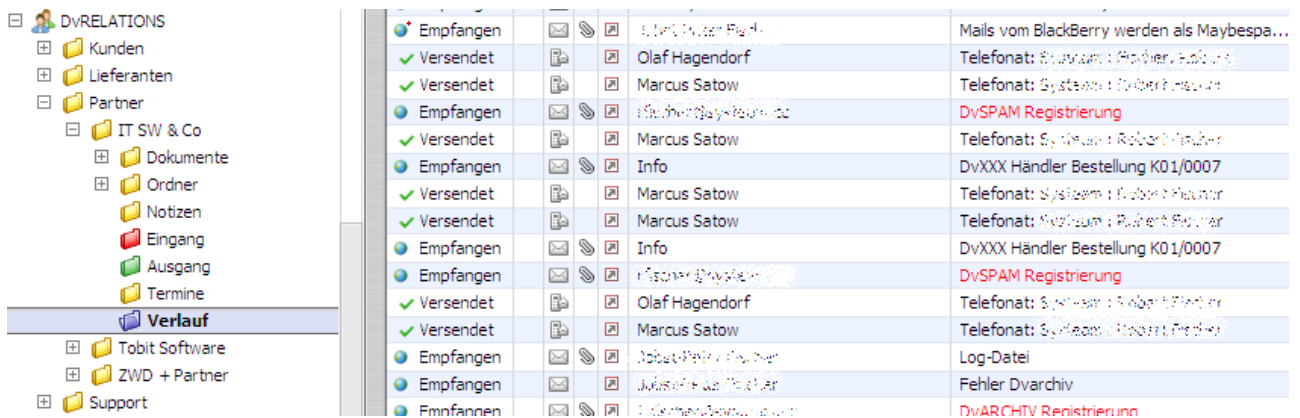 DvRELATIONS
Kunden
Lieferanten
Partner
IT SW & Co
Dokumente
Ordner
Notizen
Eingang
Ausgang
Termine
Verlauf
Tobit Software
ZWD + Partner
Support
Empfangen Mails vom BlackBerry werden als Maybespa...
Versendet Olaf Hagendorf Telefonat:
Versendet Marcus Satow Telefonat:
Empfangen DvSPAM Registrierung
Versendet Marcus Satow Telefonat:
Empfangen Info DvXXX Händler Bestellung K01/0007
Versendet Marcus Satow Telefonat:
Versendet Marcus Satow Telefonat:
Empfangen Info DvXXX Händler Bestellung K01/0007
Empfangen DvSPAM Registrierung
Versendet Olaf Hagendorf Telefonat:
Versendet Marcus Satow Telefonat:
Empfangen Log-Datei
Empfangen Fehler Dvarchiv
Empfangen DvARCHIV Registrierung